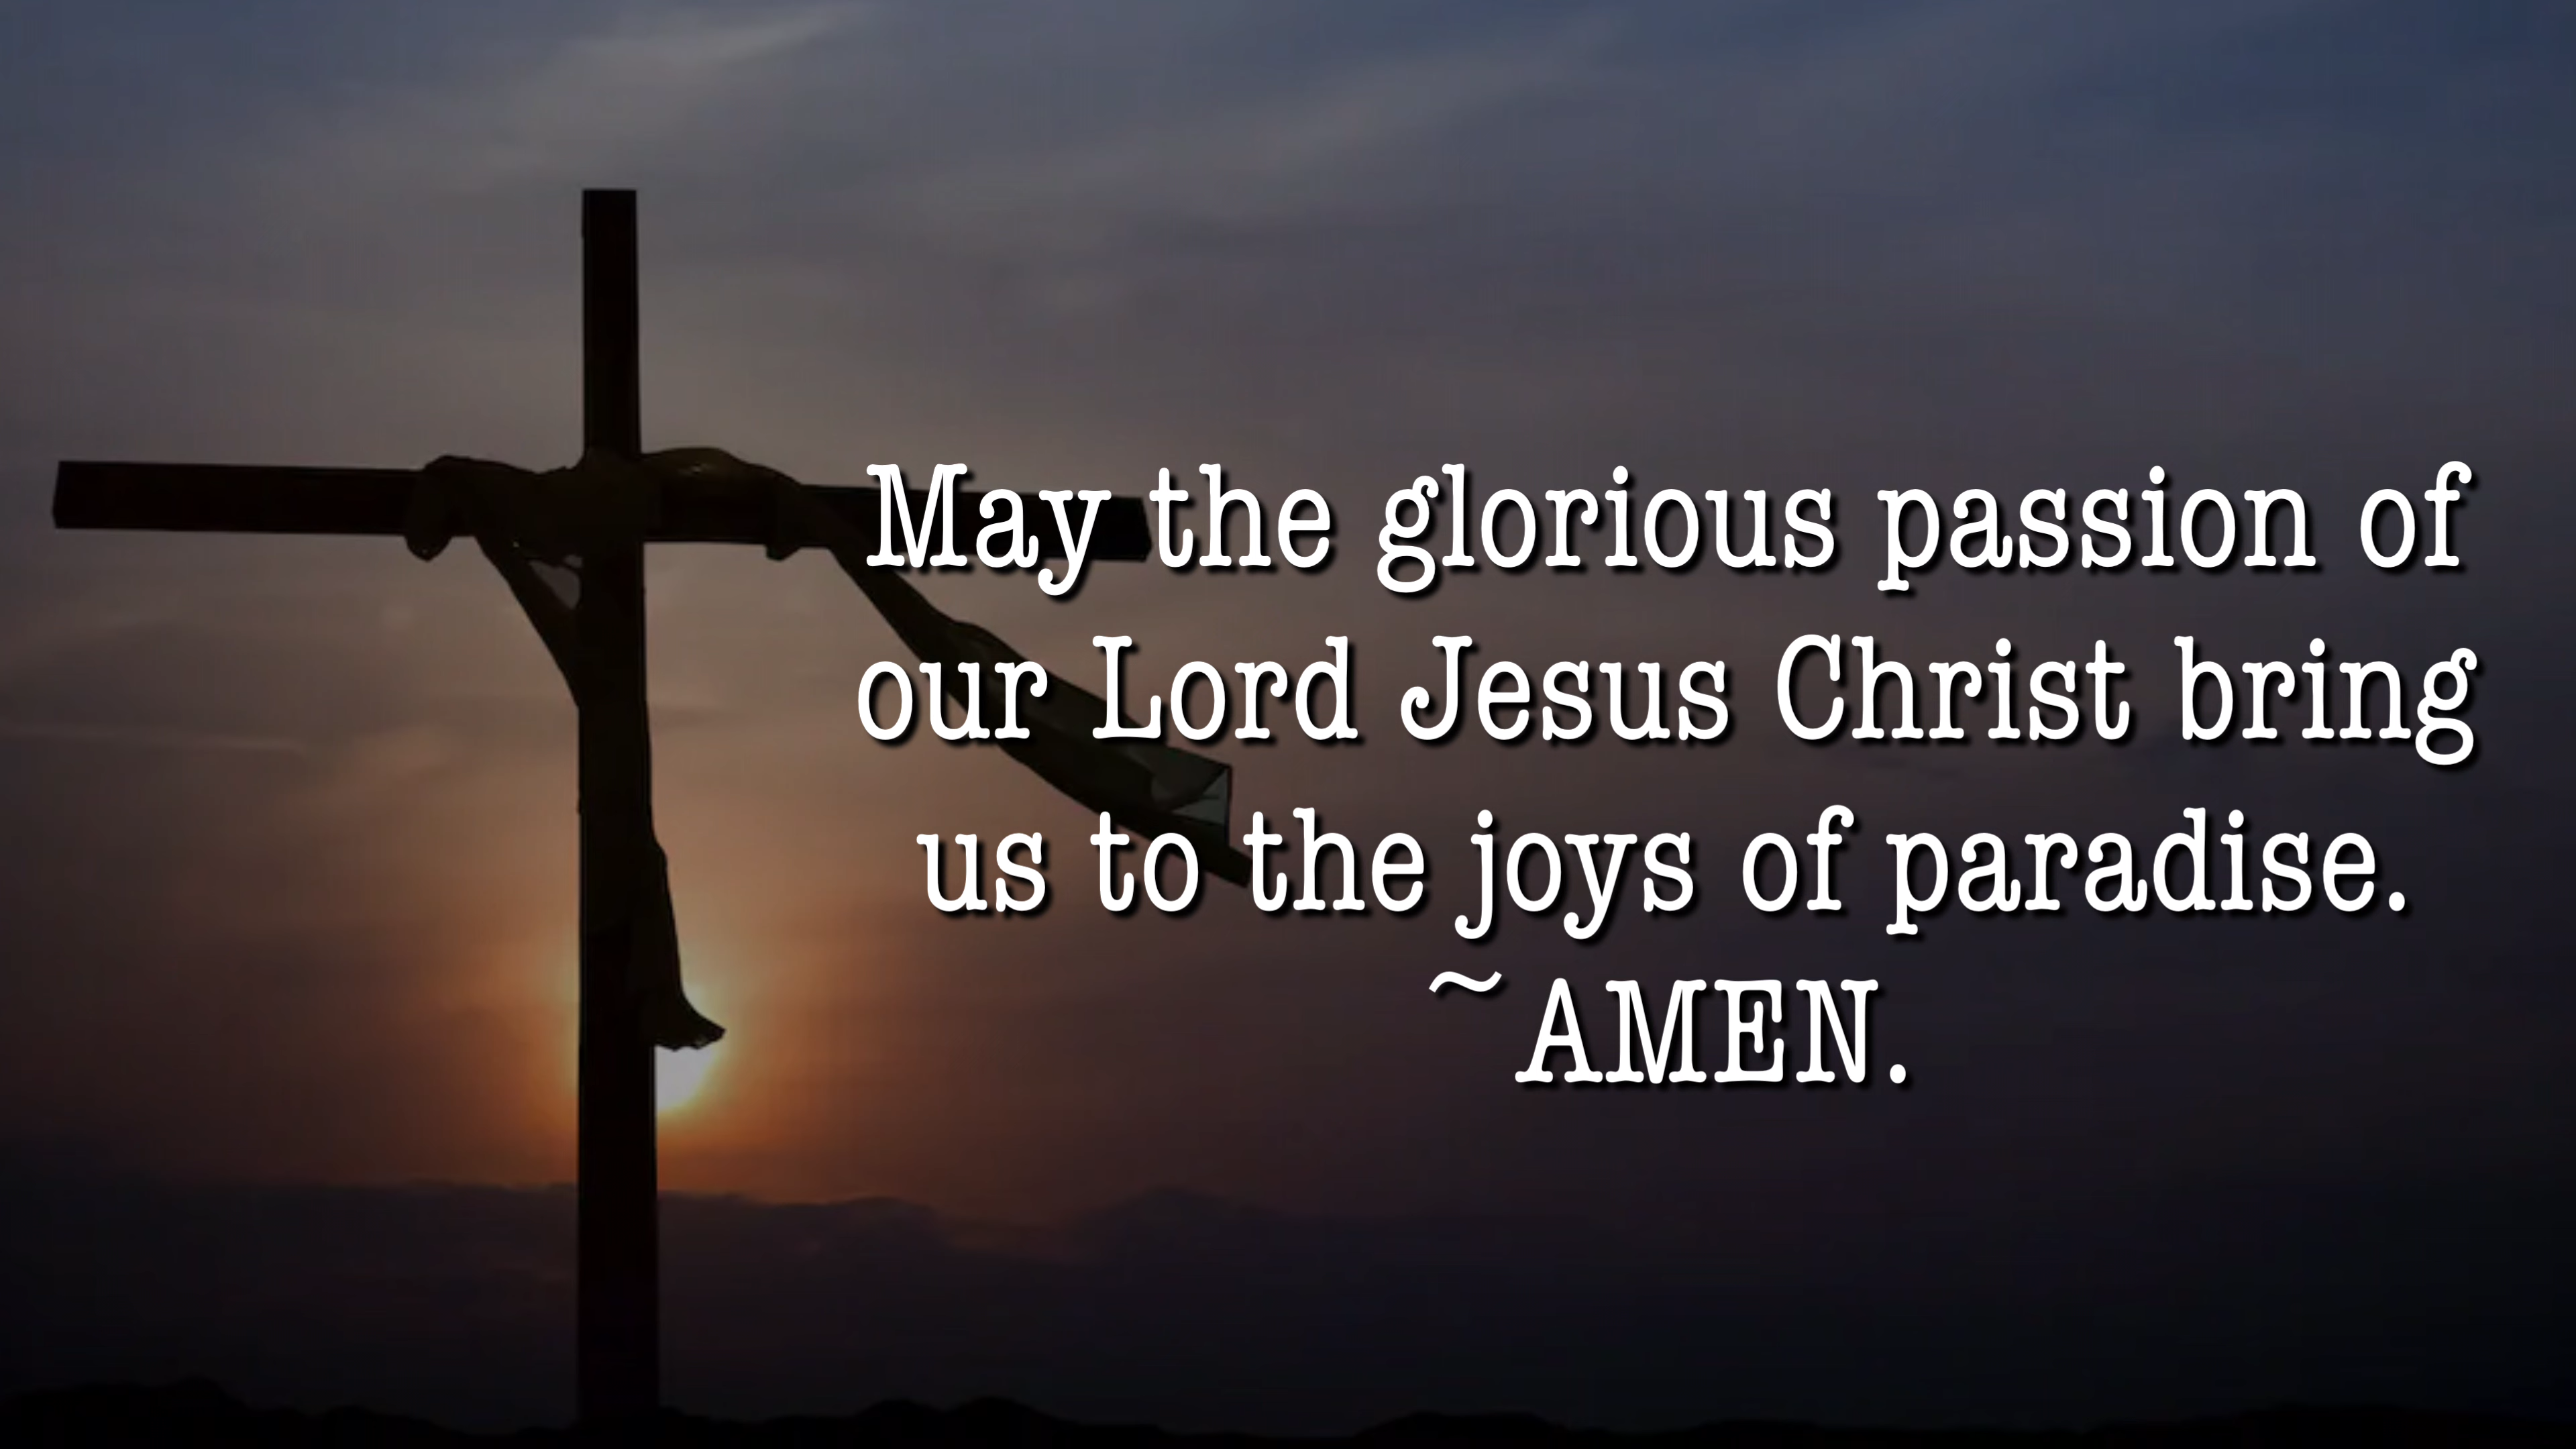 May the glorious passion of
our Lord Jesus Christ bring
us to the joys of paradise.
~AMEN.